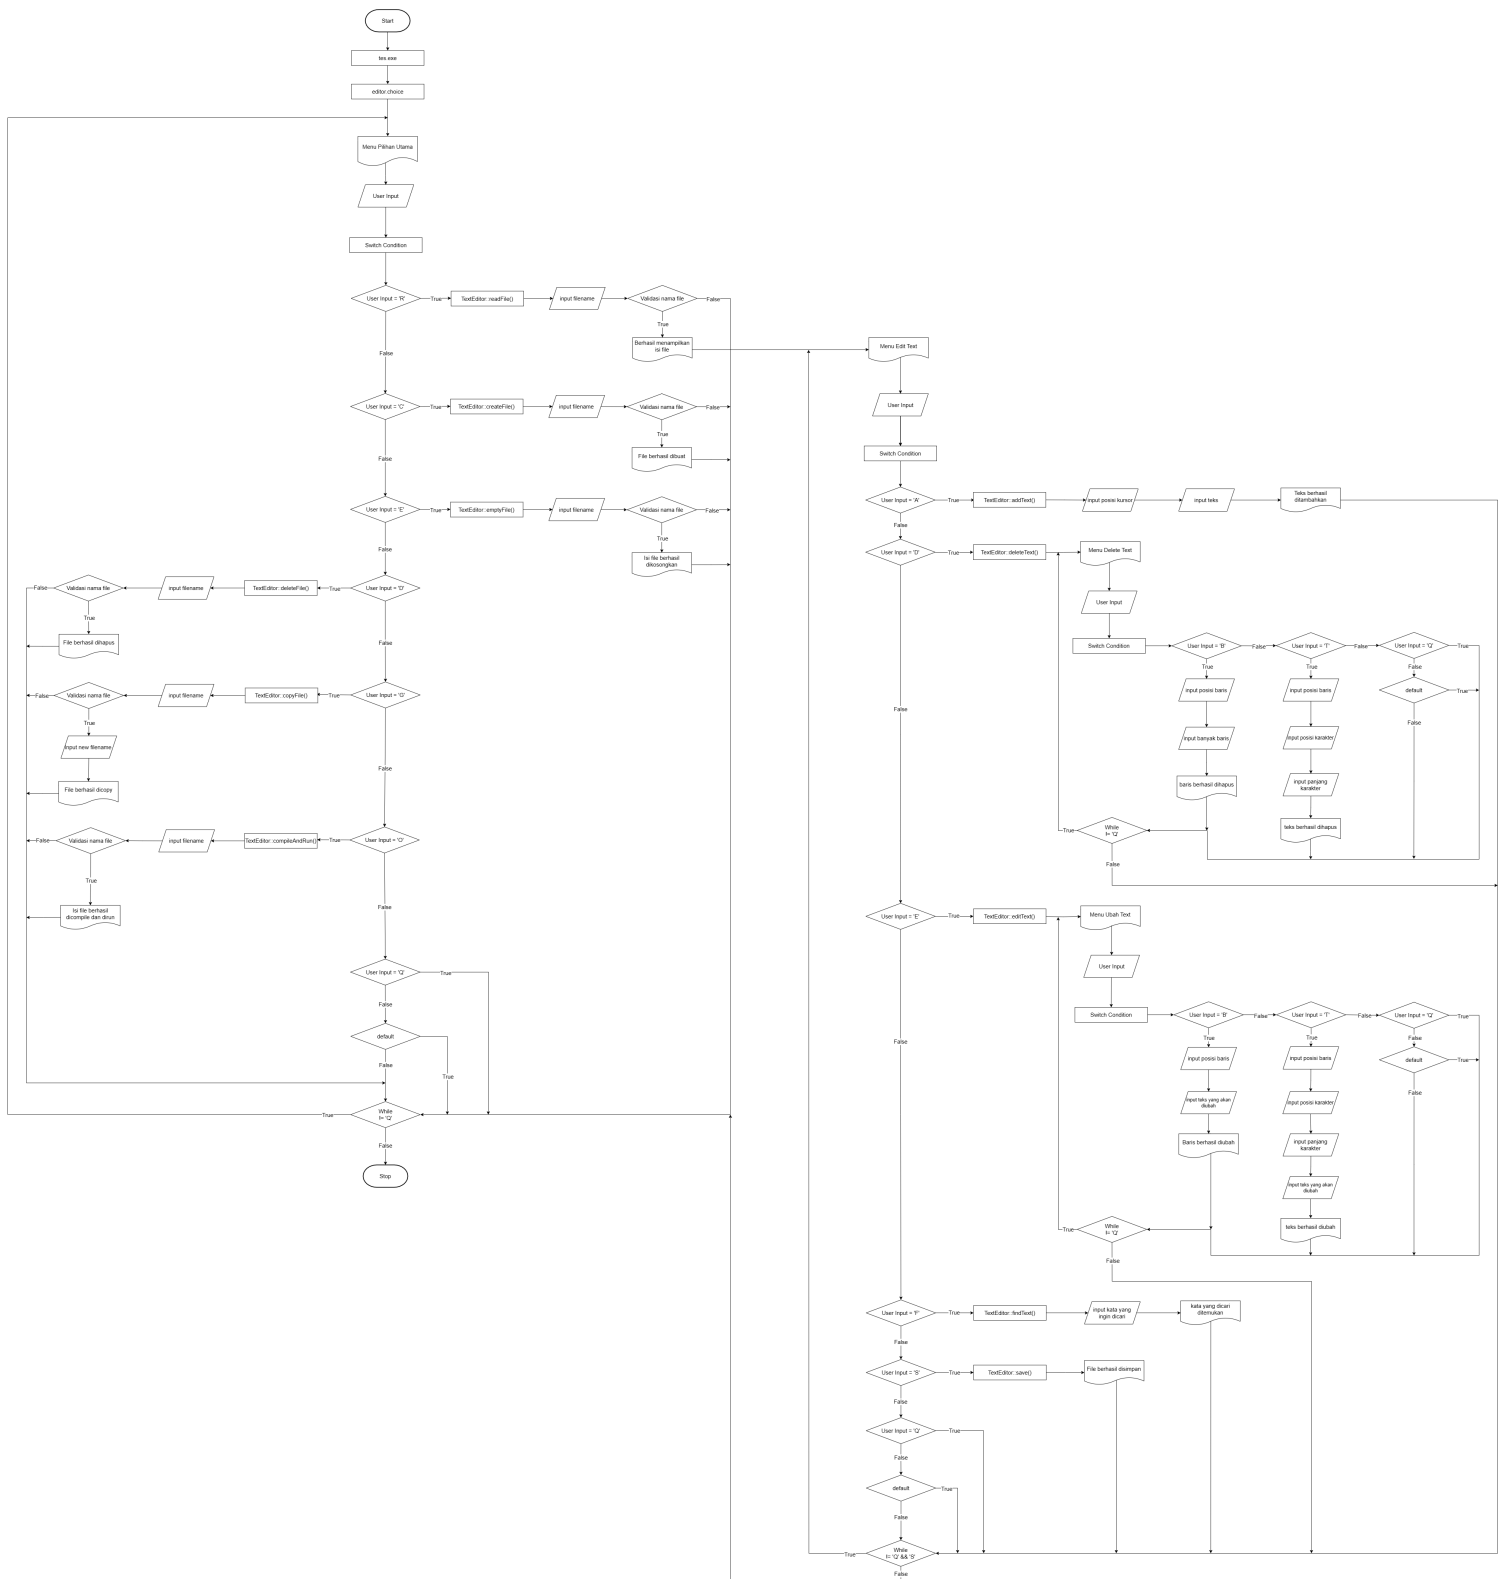 Start
tes.exe
editor.choice
Menu Pilihan Utama
User Input
Switch Condition
User Input = 'R'
True
TextEditor::readFile()
input filename
Validasi nama file
False
True
Berhasil menampilkan
isi file
False
User Input = 'C'
True
TextEditor::createFile()
input filename
Validasi nama file
False
True
File berhasil dibuat
False
User Input = 'E'
True
TextEditor::emptyFile()
input filename
Validasi nama file
False
True
Isi file berhasil
dikosongkan
False
User Input = 'D'
True
TextEditor::deleteFile()
input filename
Validasi nama file
False
True
File berhasil dihapus
False
User Input = 'G'
True
TextEditor::copyFile()
input filename
Validasi nama file
False
True
input new filename
File berhasil dicopy
False
User Input = 'O'
True
TextEditor::compileAndRun()
input filename
Validasi nama file
False
True
Isi file berhasil
dicompile dan dirun
False
User Input = 'Q'
True
False
default
True
False
While
!= 'Q'
True
False
Stop
Menu Edit Text
User Input
Switch Condition
User Input = 'A'
True
TextEditor::addText()
input posisi kursor
input teks
Teks berhasil
ditambahkan
False
User Input = 'D'
True
TextEditor::deleteText()
Menu Delete Text
User Input
Switch Condition
User Input = 'B'
False
User Input = 'T'
False
User Input = 'Q'
True
True
True
False
input posisi baris
input posisi baris
default
True
False
input banyak baris
input posisi karakter
baris berhasil dihapus
input panjang
karakter
teks berhasil dihapus
While
!= 'Q'
True
False
False
User Input = 'E'
True
TextEditor::editText()
Menu Ubah Text
User Input
Switch Condition
User Input = 'B'
False
User Input = 'T'
False
User Input = 'Q'
True
True
True
False
input posisi baris
input posisi baris
default
True
False
input teks yang akan
diubah
input posisi karakter
Baris berhasil diubah
input panjang
karakter
input teks yang akan
diubah
teks berhasil diubah
While
!= 'Q'
True
False
False
User Input = 'F'
True
TextEditor::findText()
input kata yang
ingin dicari
kata yang dicari
ditemukan
False
User Input = 'S'
True
TextEditor::save()
File berhasil disimpan
False
User Input = 'Q'
True
False
default
True
False
While
!= 'Q' && 'S'
True
False